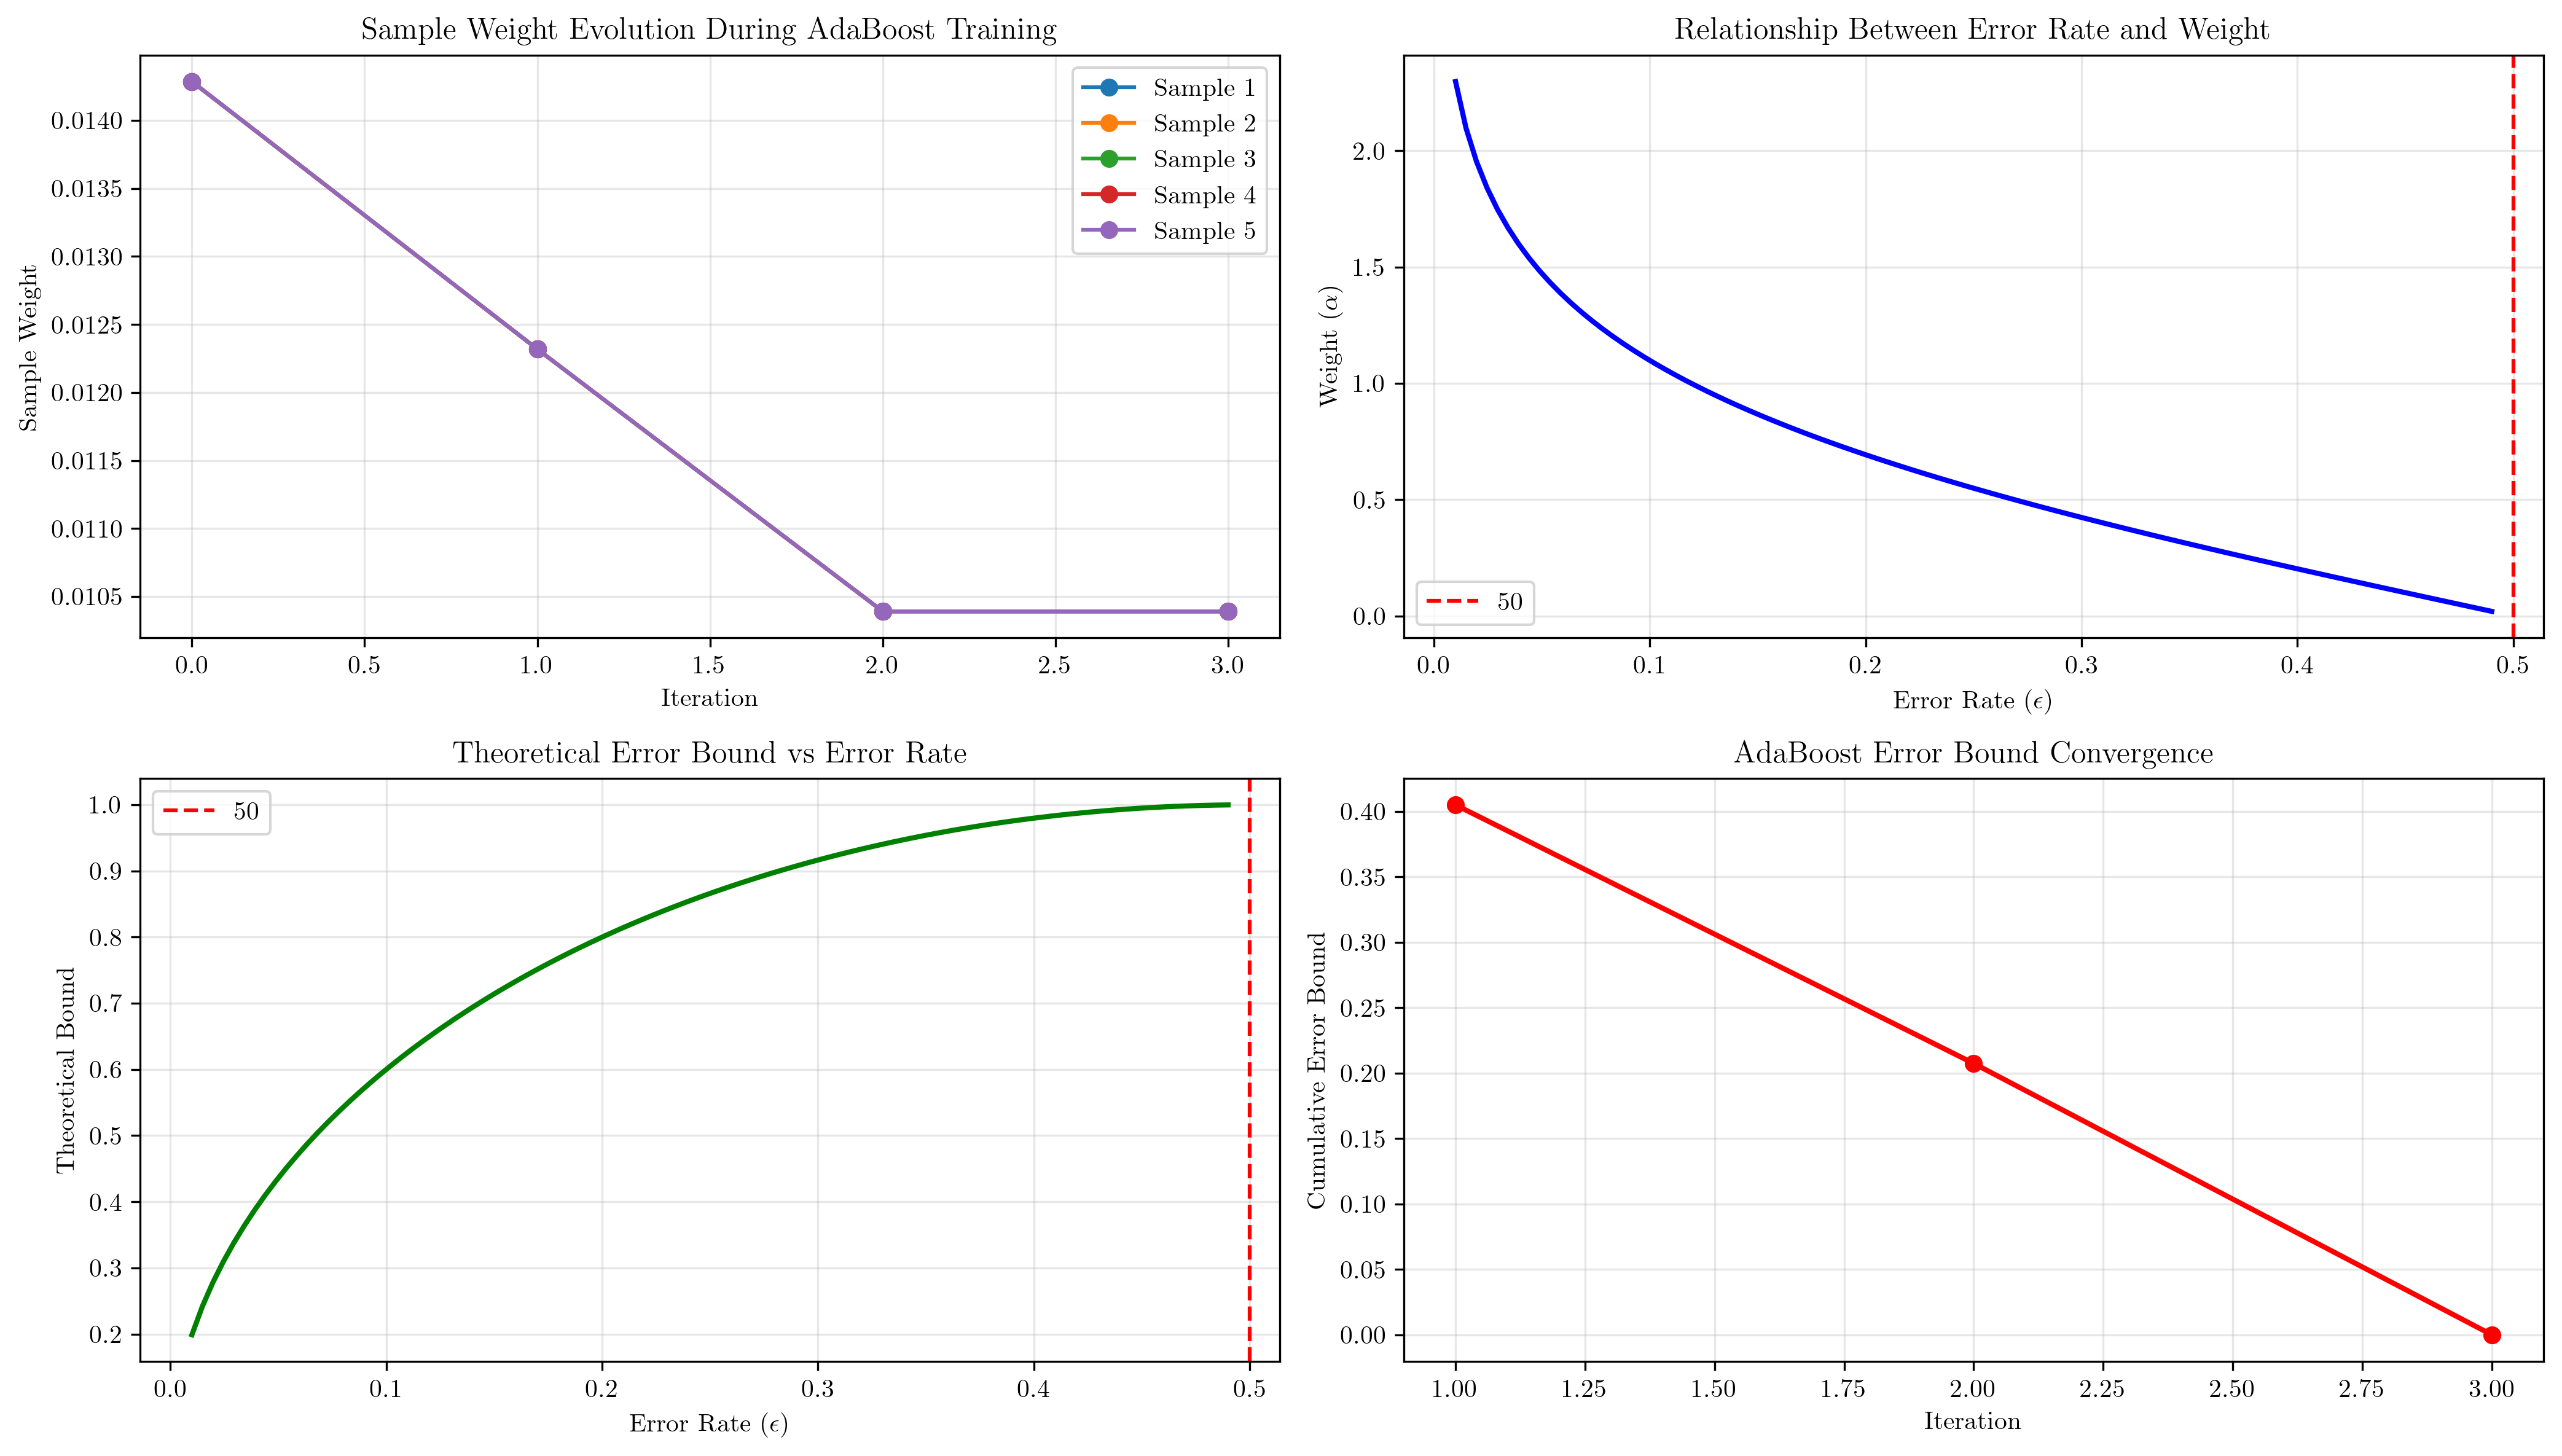 Sample Weight Evolution During AdaBoost Training
Sample Weight
0.0140
0.0135
0.0130
0.0125
0.0120
0.0115
0.0110
0.0105
Sample 1
Sample 2
Sample 3
Sample 4
Sample 5
0.0 0.5 1.0 1.5 2.0 2.5 3.0
Iteration
Relationship Between Error Rate and Weight
Weight (α)
2.0
1.5
1.0
0.5
0.0
50
0.0 0.1 0.2 0.3 0.4 0.5
Error Rate (ϵ)
Theoretical Error Bound vs Error Rate
Theoretical Bound
1.0
0.9
0.8
0.7
0.6
0.5
0.4
0.3
0.2
50
0.0 0.1 0.2 0.3 0.4 0.5
Error Rate (ϵ)
AdaBoost Error Bound Convergence
Cumulative Error Bound
0.40
0.35
0.30
0.25
0.20
0.15
0.10
0.05
0.00
1.00 1.25 1.50 1.75 2.00 2.25 2.50 2.75 3.00
Iteration